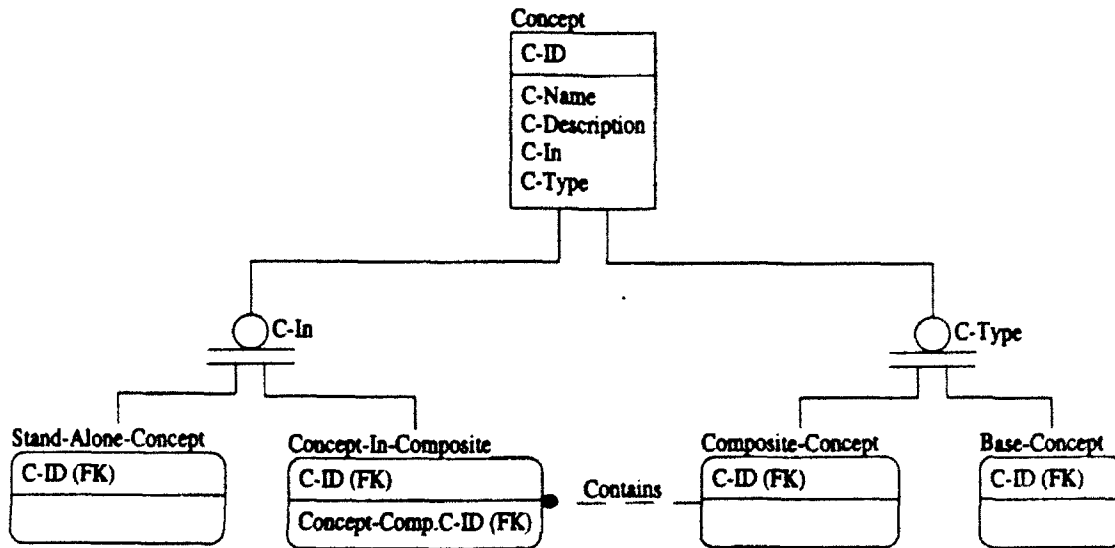 Concept
C-ID
C-Name
C-Description
C-In
C-Type
C-In
C-Type
Stand-Alone-Concept
C-ID (FK)
Concept-In-Composite
C-ID (FK)
Concept-Comp.C-ID (FK)
Contains
Composite-Concept
C-ID (FK)
Base-Concept
C-ID (FK)